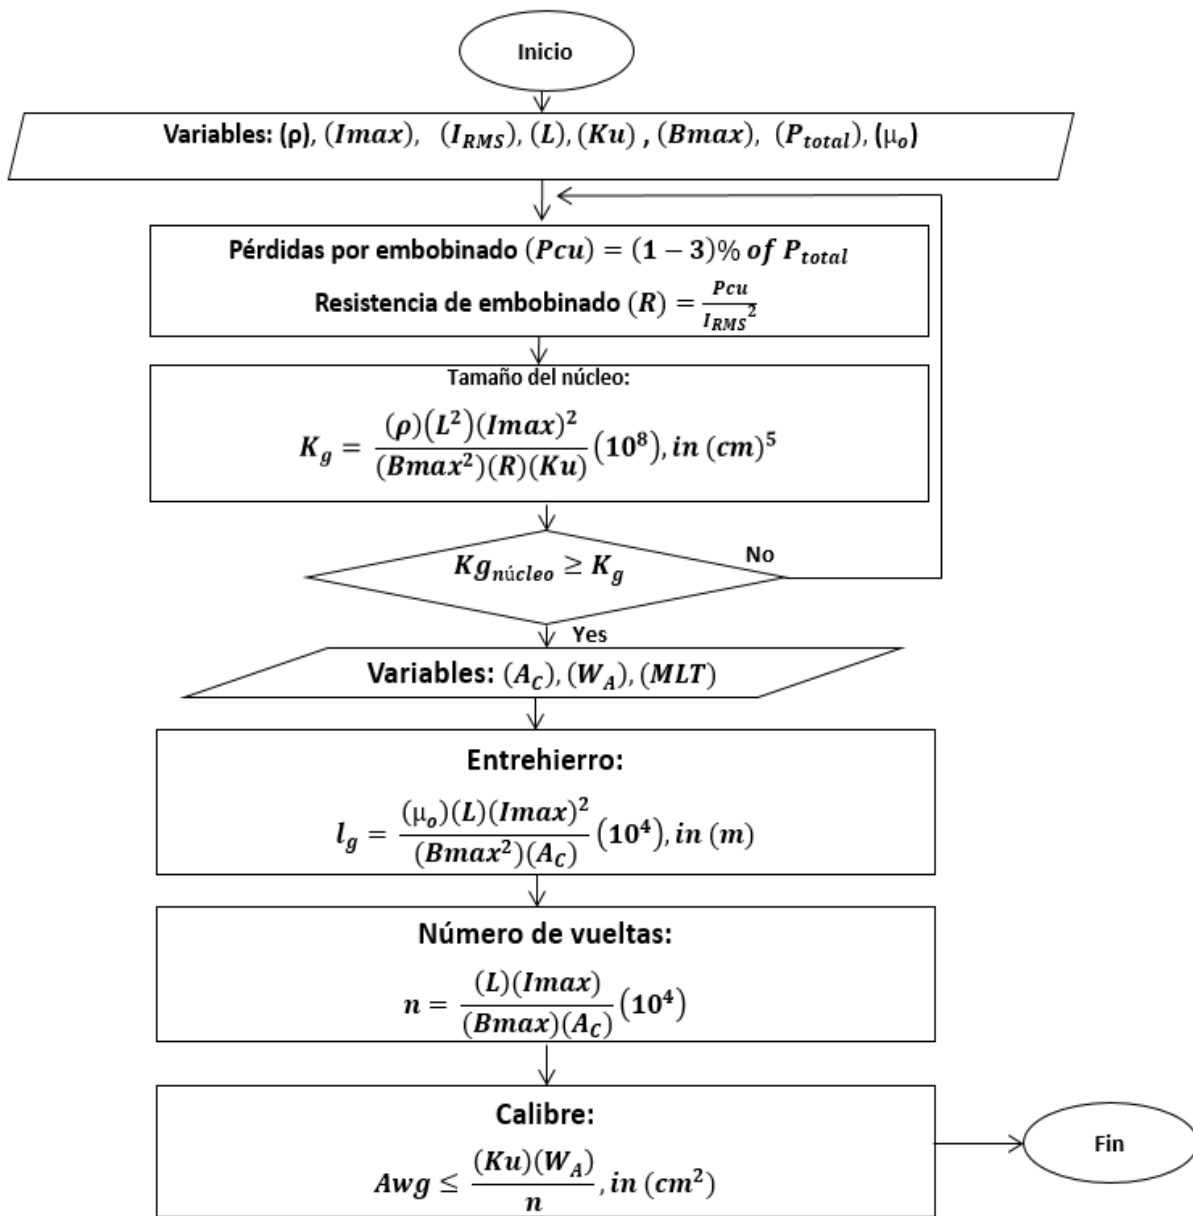 Inicio
Variables: (ρ), (Imax), (I_RMS), (L), (Ku) , (Bmax), (P_total), (μ_o)
Pérdidas por embobinado (Pcu) = (1 − 3)% of P_total
Resistencia de embobinado (R) = Pcu / I_RMS²
Tamaño del núcleo:
K_g = (ρ)(L²)(Imax)² / (Bmax²)(R)(Ku) (10⁸), in (cm)⁵
Kg_núcleo ≥ K_g
No
Yes
Variables: (A_C), (W_A), (MLT)
Entrehierro:
l_g = (μ_o)(L)(Imax)² / (Bmax²)(A_C) (10⁴), in (m)
Número de vueltas:
n = (L)(Imax) / (Bmax)(A_C) (10⁴)
Calibre:
Awg ≤ (Ku)(W_A) / n , in (cm²)
Fin